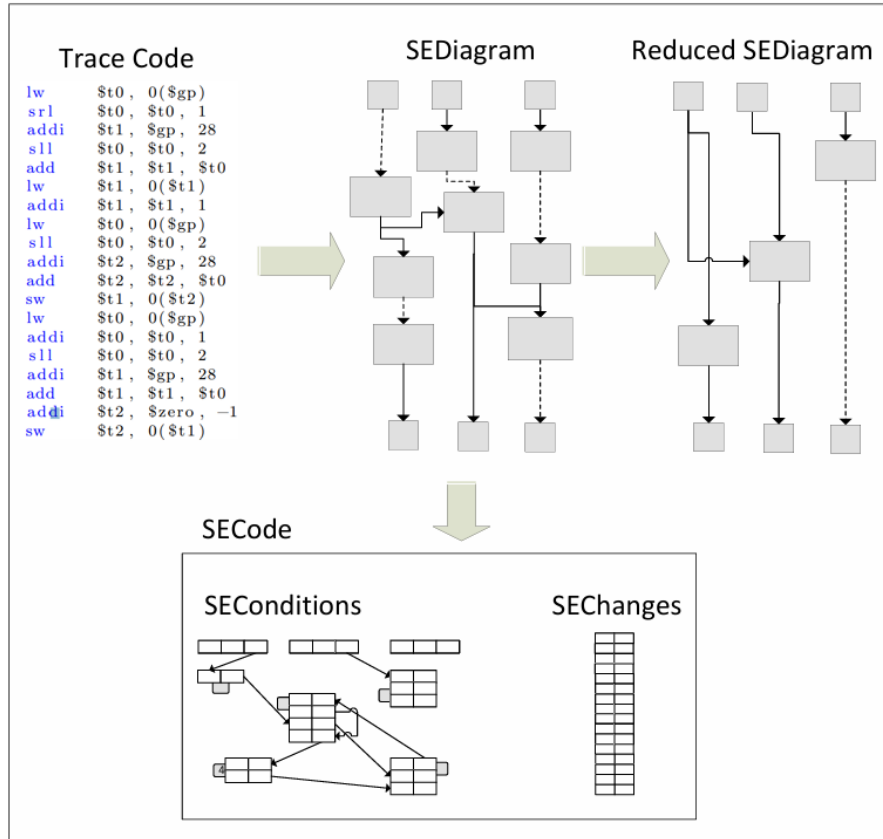 Trace Code
SEDiagram
Reduced SEDiagram
lw $t0, 0($gp)
srl $t0, $t0, 1
addi $t1, $gp, 28
sll $t0, $t0, 2
add $t1, $t1, $t0
lw $t1, 0($t1)
addi $t1, $t1, 1
lw $t0, 0($gp)
sll $t0, $t0, 2
addi $t2, $gp, 28
add $t2, $t2, $t0
sw $t1, 0($t2)
lw $t0, 0($gp)
addi $t0, $t0, 1
sll $t0, $t0, 2
addi $t1, $gp, 28
add $t1, $t1, $t0
addi $t2, $zero, −1
sw $t2, 0($t1)
SECode
SEConditions
SEChanges
4